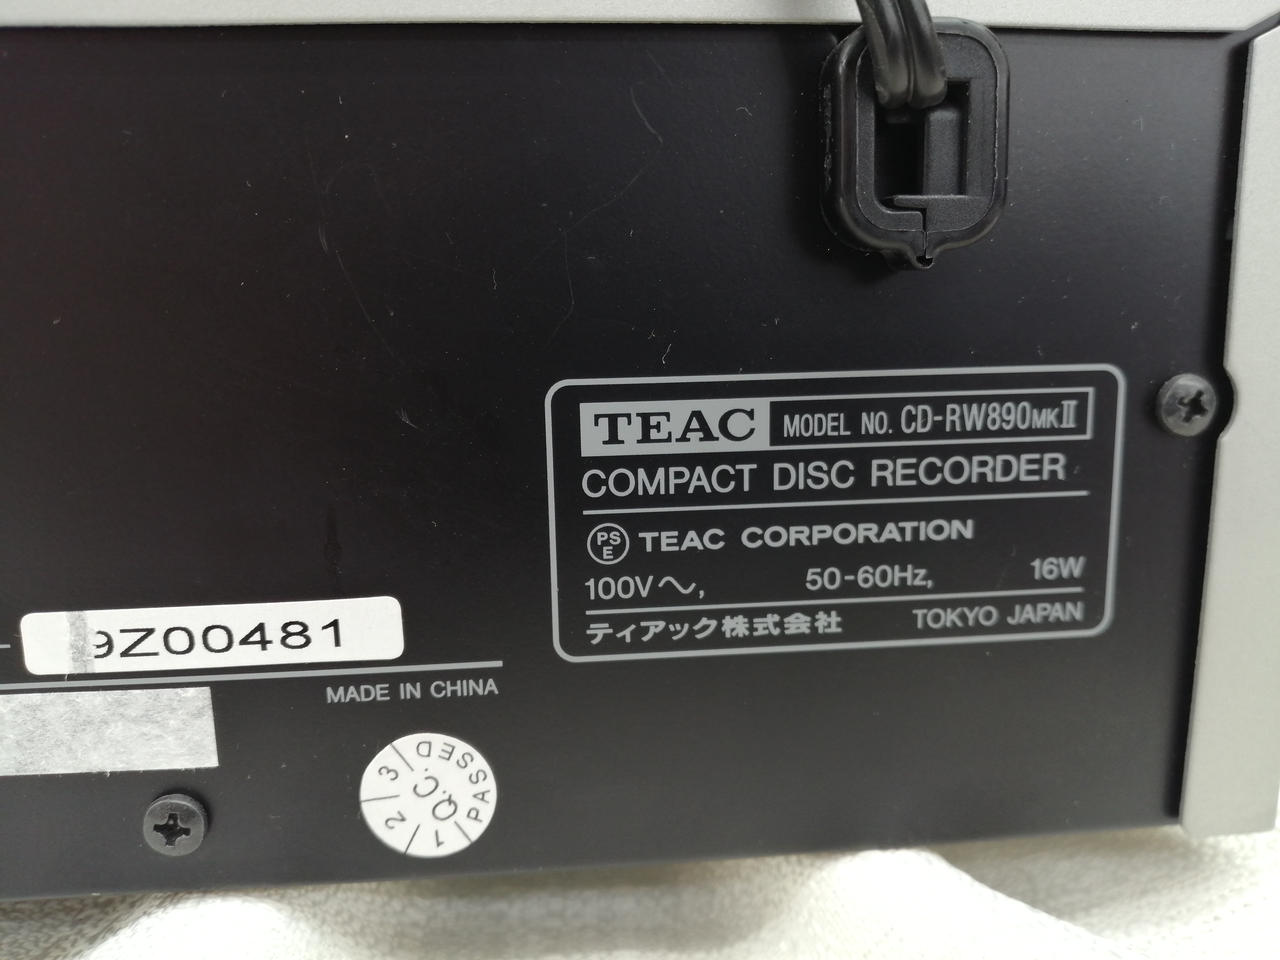 TEAC MODEL NO. CD-RW890MKII
COMPACT DISC RECORDER
PSE TEAC CORPORATION
100V～, 50-60Hz, 16W
ティアック株式会社 TOKYO JAPAN
9Z00481
MADE IN CHINA
Q.C. PASSED
1 2 3